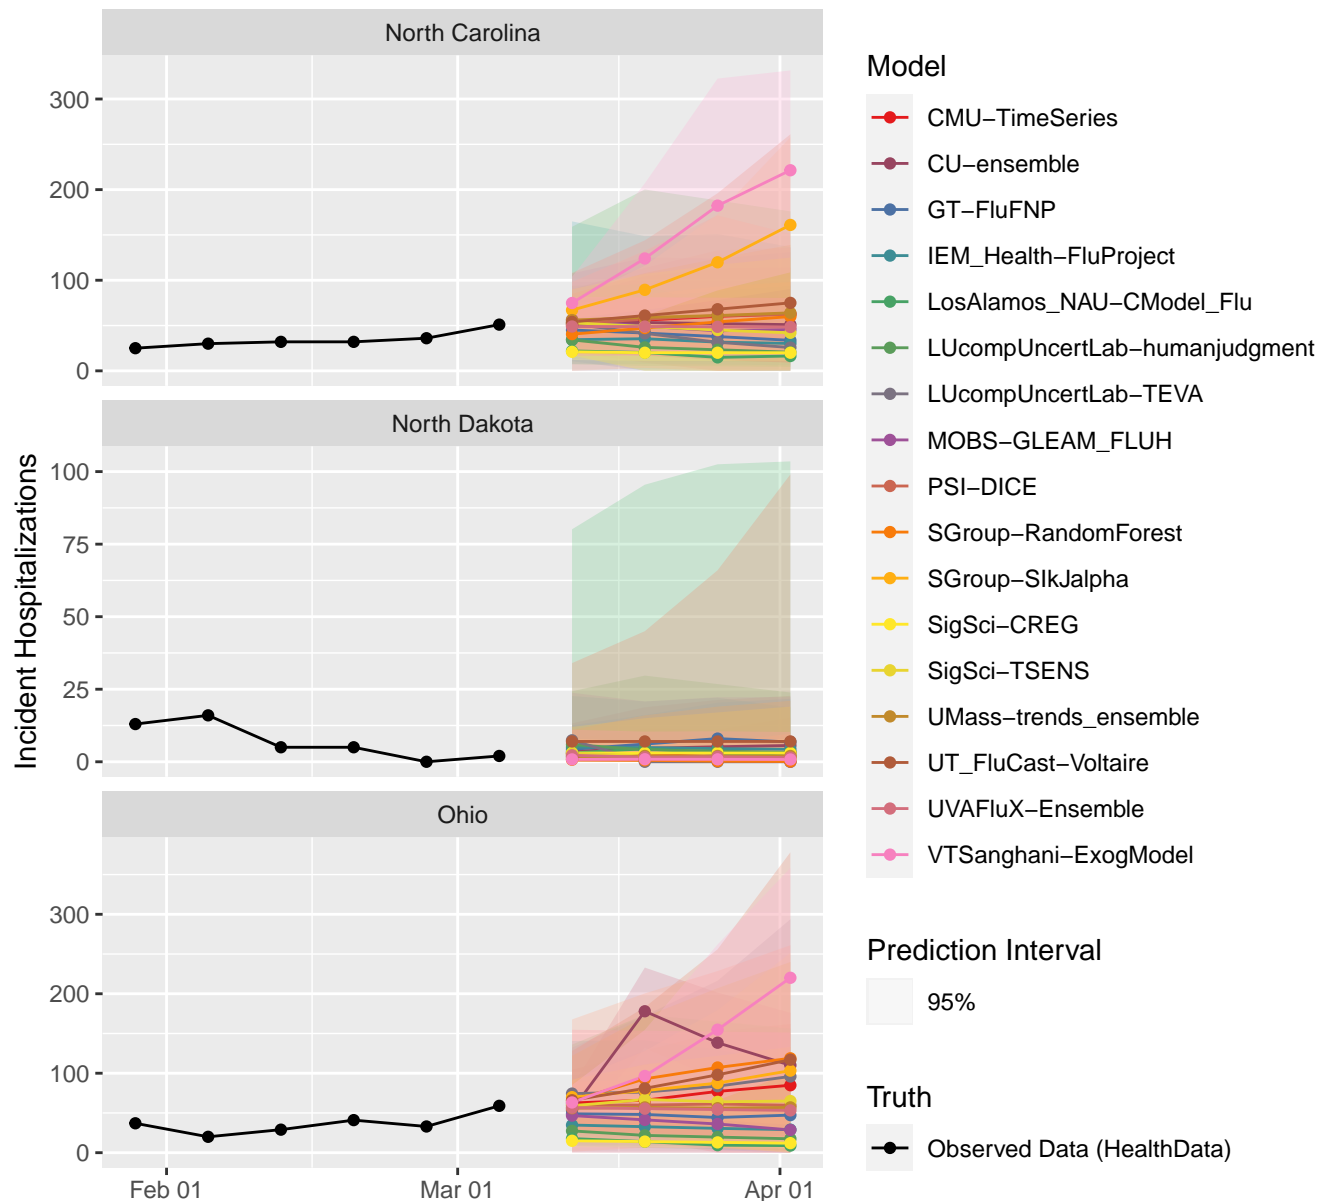 North Carolina
300
200
100
0
North Dakota
100
75
50
25
0
Ohio
300
200
100
0
Feb 01
Mar 01
Apr 01
Incident Hospitalizations
Model
CMU−TimeSeries
CU−ensemble
GT−FluFNP
IEM_Health−FluProject
LosAlamos_NAU−CModel_Flu
LUcompUncertLab−humanjudgment
LUcompUncertLab−TEVA
MOBS−GLEAM_FLUH
PSI−DICE
SGroup−RandomForest
SGroup−SIkJalpha
SigSci−CREG
SigSci−TSENS
UMass−trends_ensemble
UT_FluCast−Voltaire
UVAFluX−Ensemble
VTSanghani−ExogModel
Prediction Interval
95%
Truth
Observed Data (HealthData)